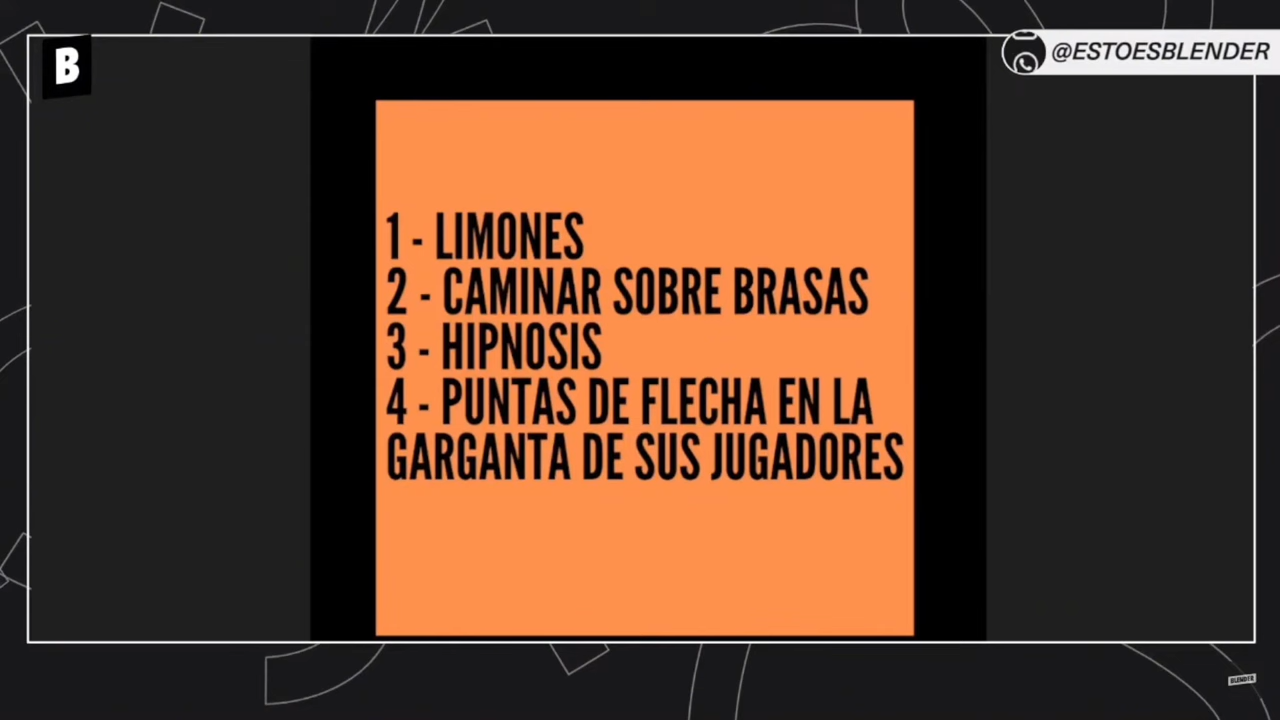 B
@ESTOESBLENDER
1 - LIMONES
2 - CAMINAR SOBRE BRASAS
3 - HIPNOSIS
4 - PUNTAS DE FLECHA EN LA
GARGANTA DE SUS JUGADORES
BLENDER